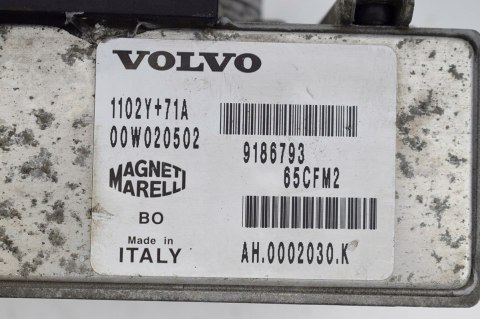 VOLVO
1102Y+71A
00W020502
9186793
65CFM2
MAGNETI
MARELLI
BO
Made in
ITALY
AH.0002030.K